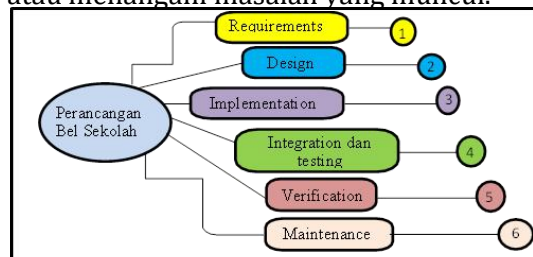 atau menangani masalah yang muncul.
Requirements
1
Design
2
Perancangan
Bel Sekolah
Implementation
3
Integration dan
testing
4
Verification
5
Maintenance
6